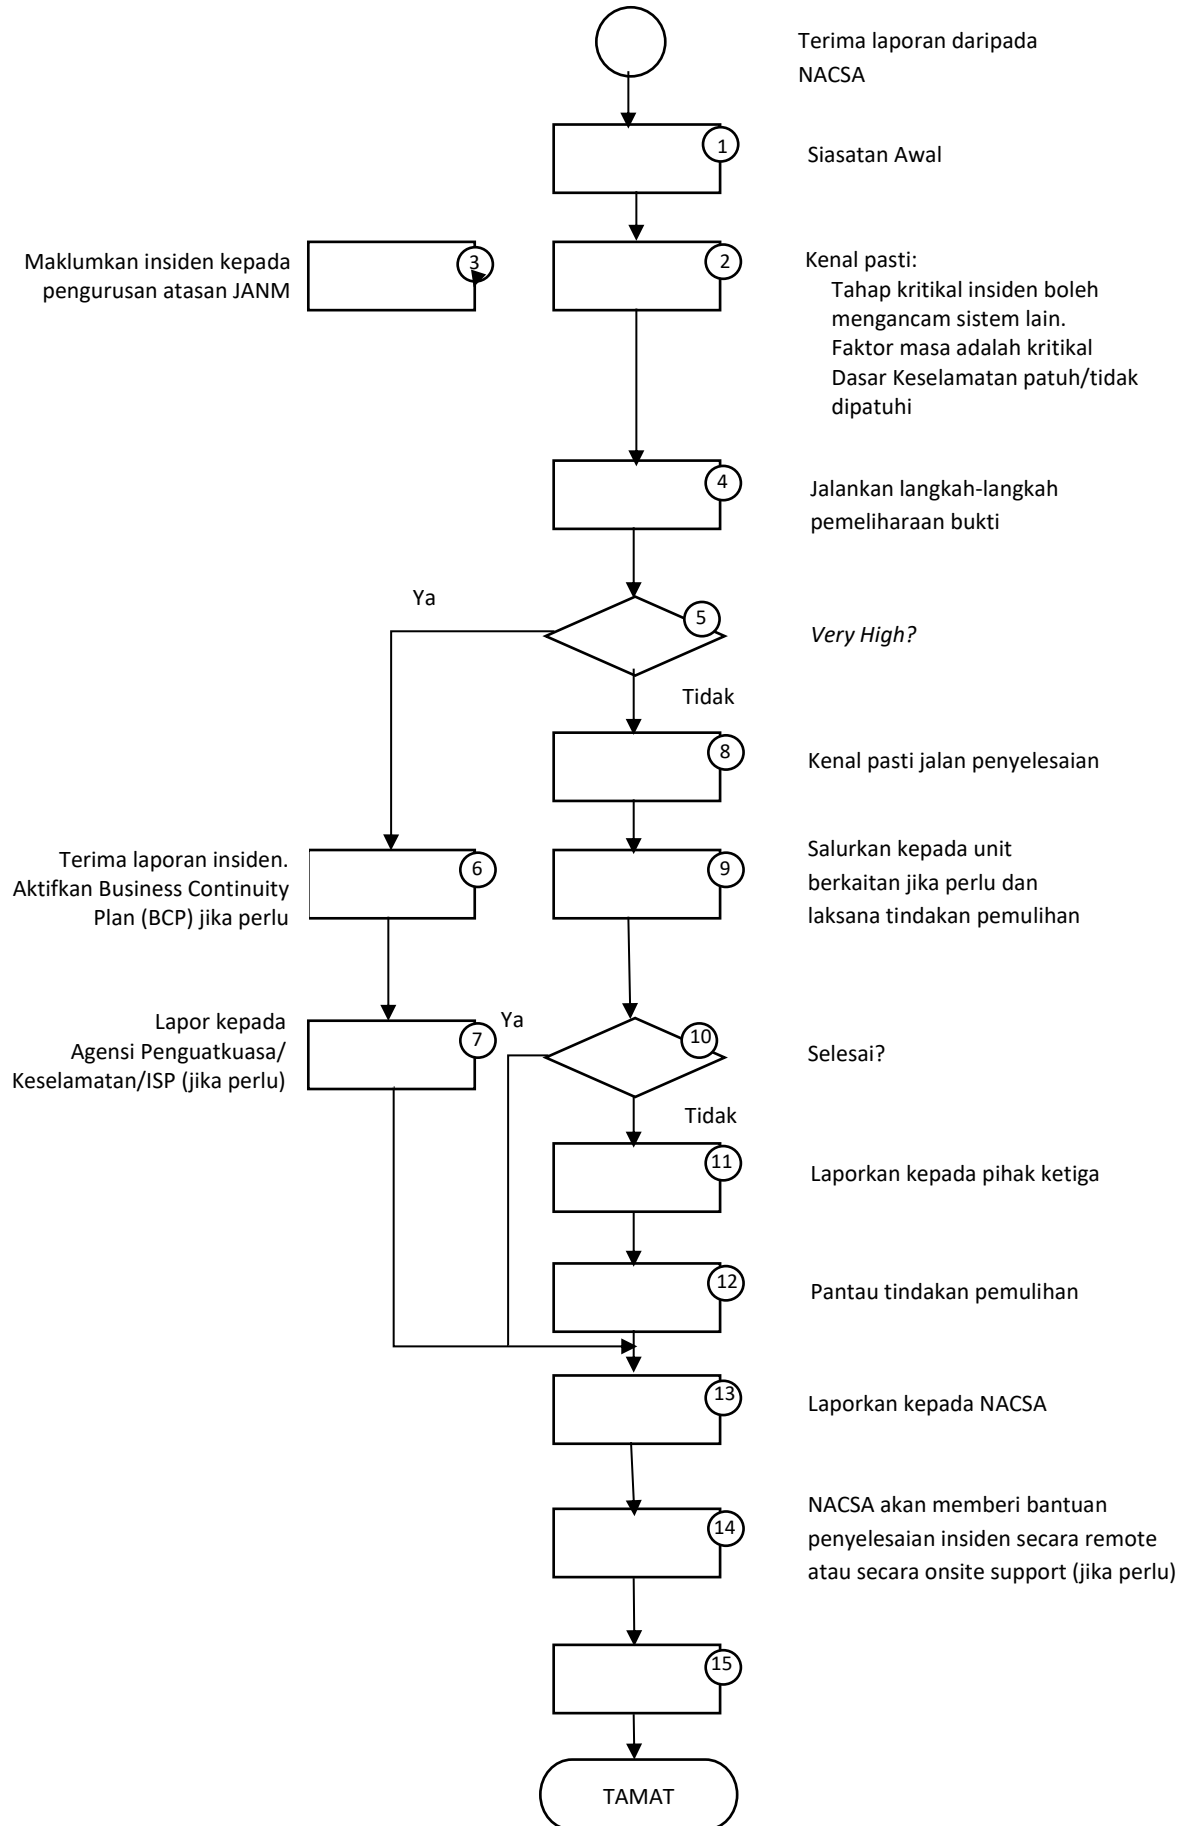 Terima laporan daripada
NACSA
1
Siasatan Awal
Maklumkan insiden kepada
pengurusan atasan JANM
3
2
Kenal pasti:
Tahap kritikal insiden boleh
mengancam sistem lain.
Faktor masa adalah kritikal
Dasar Keselamatan patuh/tidak
dipatuhi
4
Jalankan langkah-langkah
pemeliharaan bukti
Ya
5
Very High?
Tidak
8
Kenal pasti jalan penyelesaian
Terima laporan insiden.
Aktifkan Business Continuity
Plan (BCP) jika perlu
6
9
Salurkan kepada unit
berkaitan jika perlu dan
laksana tindakan pemulihan
Lapor kepada
Agensi Penguatkuasa/
Keselamatan/ISP (jika perlu)
7
Ya
10
Selesai?
Tidak
11
Laporkan kepada pihak ketiga
12
Pantau tindakan pemulihan
13
Laporkan kepada NACSA
14
NACSA akan memberi bantuan
penyelesaian insiden secara remote
atau secara onsite support (jika perlu)
15
TAMAT